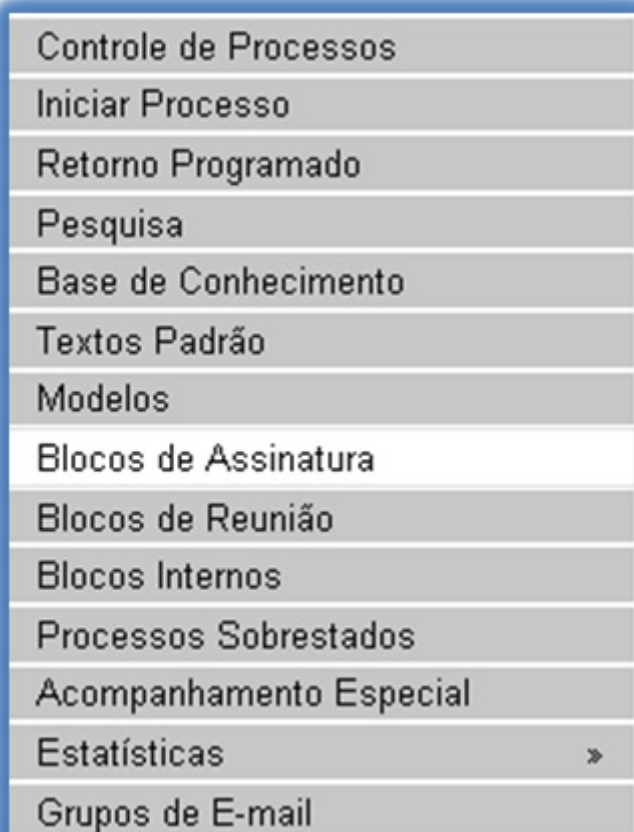 Controle de Processos
Iniciar Processo
Retorno Programado
Pesquisa
Base de Conhecimento
Textos Padrão
Modelos
Blocos de Assinatura
Blocos de Reunião
Blocos Internos
Processos Sobrestados
Acompanhamento Especial
Estatísticas »
Grupos de E-mail